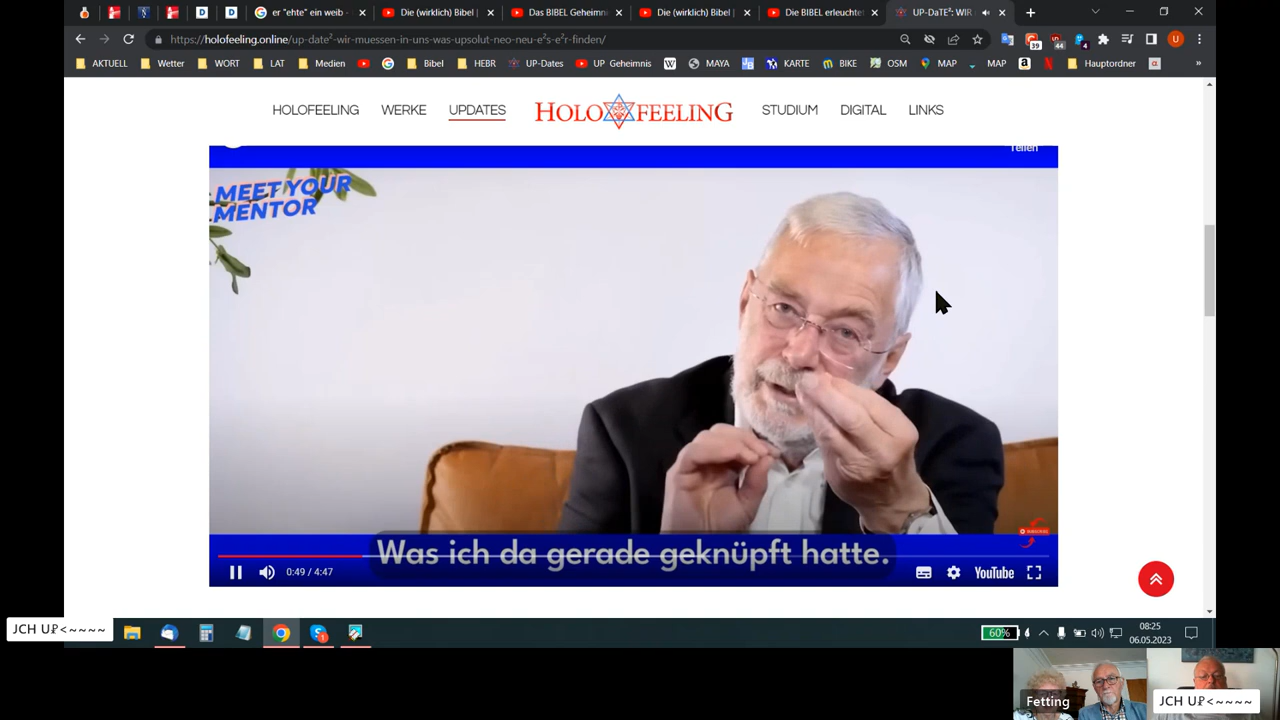 er "ehte" ein weib -
Die (wirklich) Bibel |
Das BIBEL Geheimni
Die (wirklich) Bibel |
Die BIBEL erleuchtet
UP-DaTE²: WIR
https://holofeeling.online/up-date²-wir-muessen-in-uns-was-upsolut-neo-neu-e²s-e²r-finden/
39
44
4
U
AKTUELL
Wetter
WORT
LAT
Medien
Bibel
HEBR
UP-Dates
UP Geheimnis
MAYA
KARTE
BIKE
OSM
MAP
MAP
Hauptordner
»
HOLOFEELING
WERKE
UPDATES
HOLOFEELING
STUDIUM
DIGITAL
LINKS
Teilen
MEET YOUR
MENTOR
Was ich da gerade geknüpft hatte.
0:49 / 4:47
YouTube
JCH UP<~~~~
60%
08:25
06.05.2023
Fetting
JCH UP<~~~~